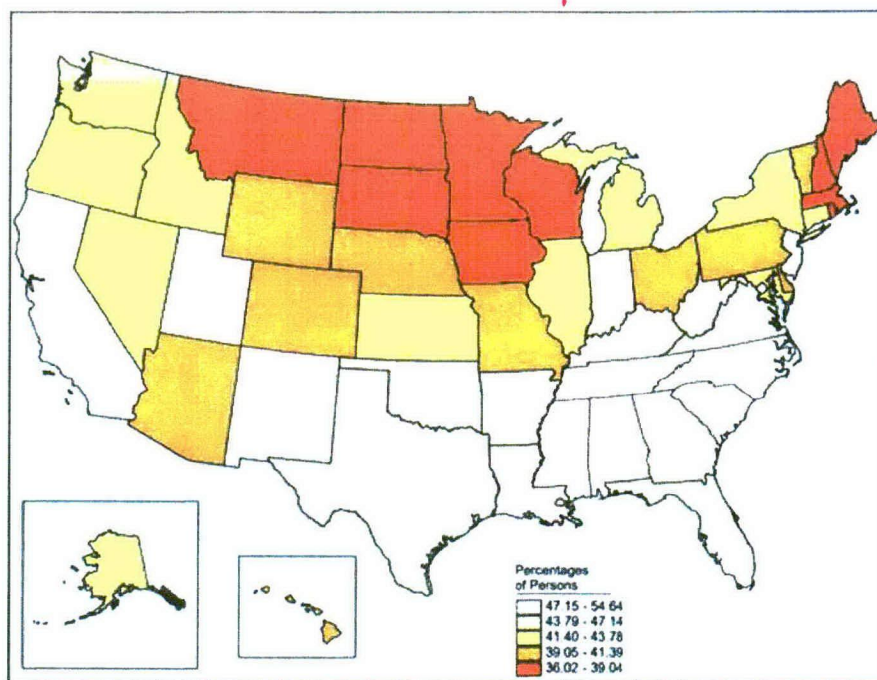 Percentages
of Persons
47.15 - 54.64
43.79 - 47.14
41.40 - 43.78
39.05 - 41.39
36.02 - 39.04